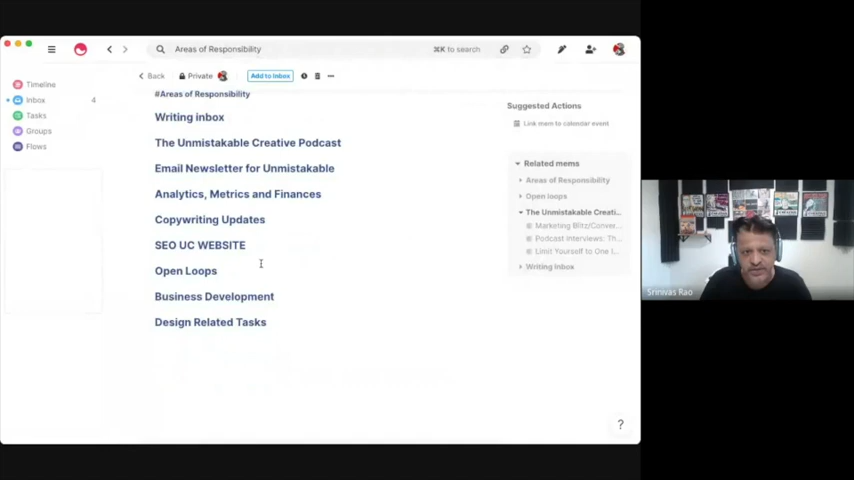 Areas of Responsibility
⌘K to search
Back
Private
Add to Inbox
Timeline
Inbox
4
Tasks
Groups
Flows
#Areas of Responsibility
Writing inbox
The Unmistakable Creative Podcast
Email Newsletter for Unmistakable
Analytics, Metrics and Finances
Copywriting Updates
SEO UC WEBSITE
Open Loops
Business Development
Design Related Tasks
Suggested Actions
Link mem to calendar event
Related mems
Areas of Responsibility
Open loops
The Unmistakable Creati...
Marketing Blitz/Conver...
Podcast Interviews: Th...
Limit Yourself to One I...
Writing Inbox
?
Srinivas Rao